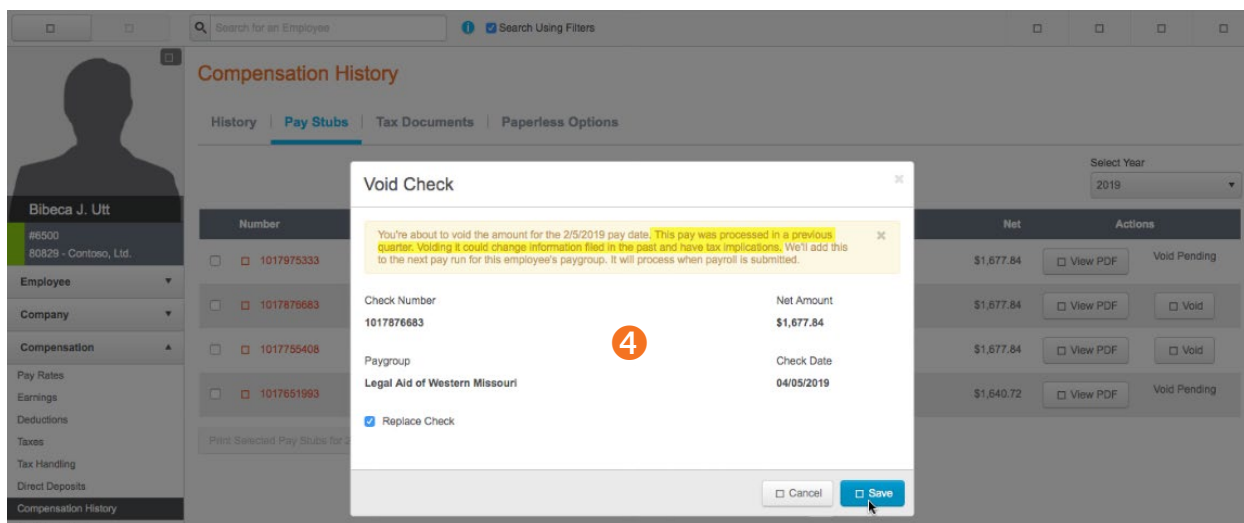 Search for an Employee
Search Using Filters
Compensation History
History | Pay Stubs | Tax Documents | Paperless Options
Select Year
2019
Bibeca J. Utt
#6500
80829 - Contoso, Ltd.
Employee
Company
Compensation
Pay Rates
Earnings
Deductions
Taxes
Tax Handling
Direct Deposits
Compensation History
Number
Net
Actions
1017975333
$1,677.84
View PDF
Void Pending
1017876683
$1,677.84
View PDF
Void
1017755408
$1,677.84
View PDF
Void
1017651993
$1,640.72
View PDF
Void Pending
Print Selected Pay Stubs for 2
Void Check
You're about to void the amount for the 2/5/2019 pay date. This pay was processed in a previous
quarter. Voiding it could change information filed in the past and have tax implications. We'll add this
to the next pay run for this employee's paygroup. It will process when payroll is submitted.
Check Number
Net Amount
1017876683
$1,677.84
4
Paygroup
Check Date
Legal Aid of Western Missouri
04/05/2019
Replace Check
Cancel
Save